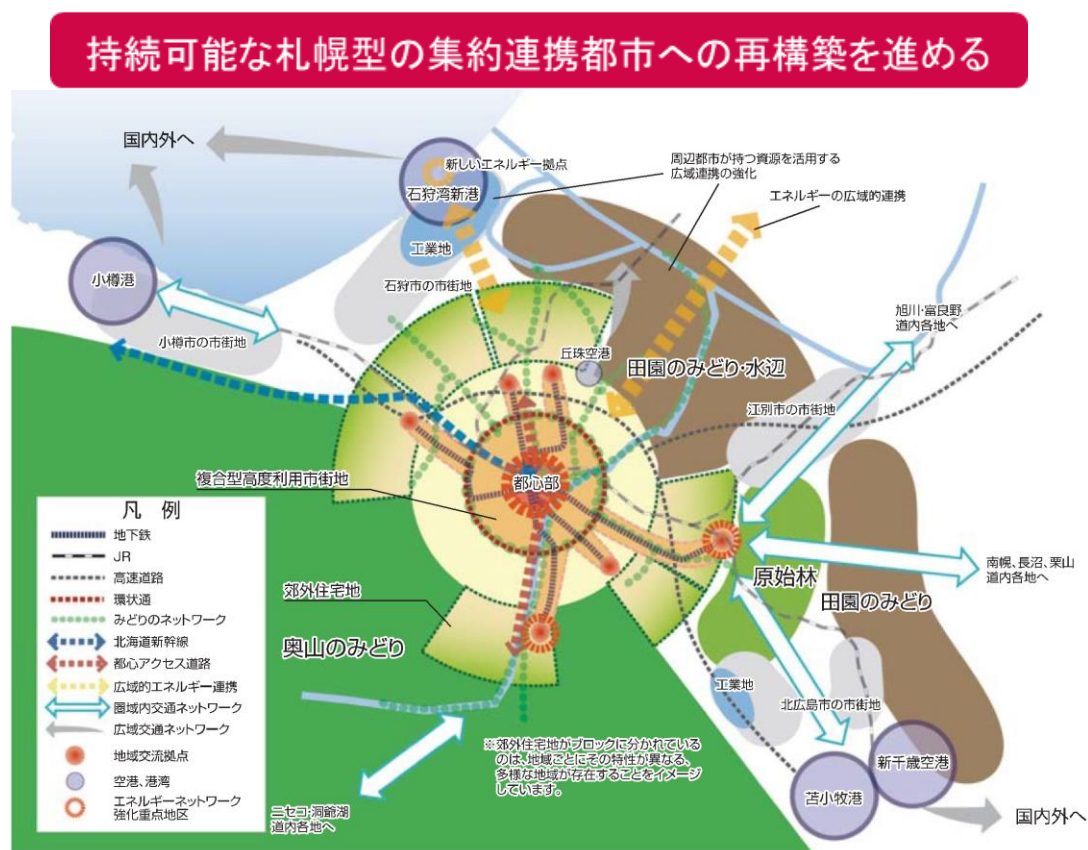 持続可能な札幌型の集約連携都市への再構築を進める
国内外へ
新しいエネルギー拠点
石狩湾新港
周辺都市が持つ資源を活用する
広域連携の強化
エネルギーの広域的連携
工業地
小樽港
石狩市の市街地
小樽市の市街地
旭川・富良野
道内各地へ
丘珠空港
田園のみどり・水辺
江別市の市街地
複合型高度利用市街地
都心部
南幌、長沼、栗山
道内各地へ
原始林
田園のみどり
郊外住宅地
奥山のみどり
工業地
北広島市の市街地
※郊外住宅地がブロックに分かれている
のは、地域ごとにその特性が異なる、
多様な地域が存在することをイメージ
しています。
新千歳空港
苫小牧港
国内外へ
ニセコ・洞爺湖
道内各地へ
凡例
地下鉄
JR
高速道路
環状通
みどりのネットワーク
北海道新幹線
都心アクセス道路
広域的エネルギー連携
圏域内交通ネットワーク
広域交通ネットワーク
地域交流拠点
空港、港湾
エネルギーネットワーク
強化重点地区